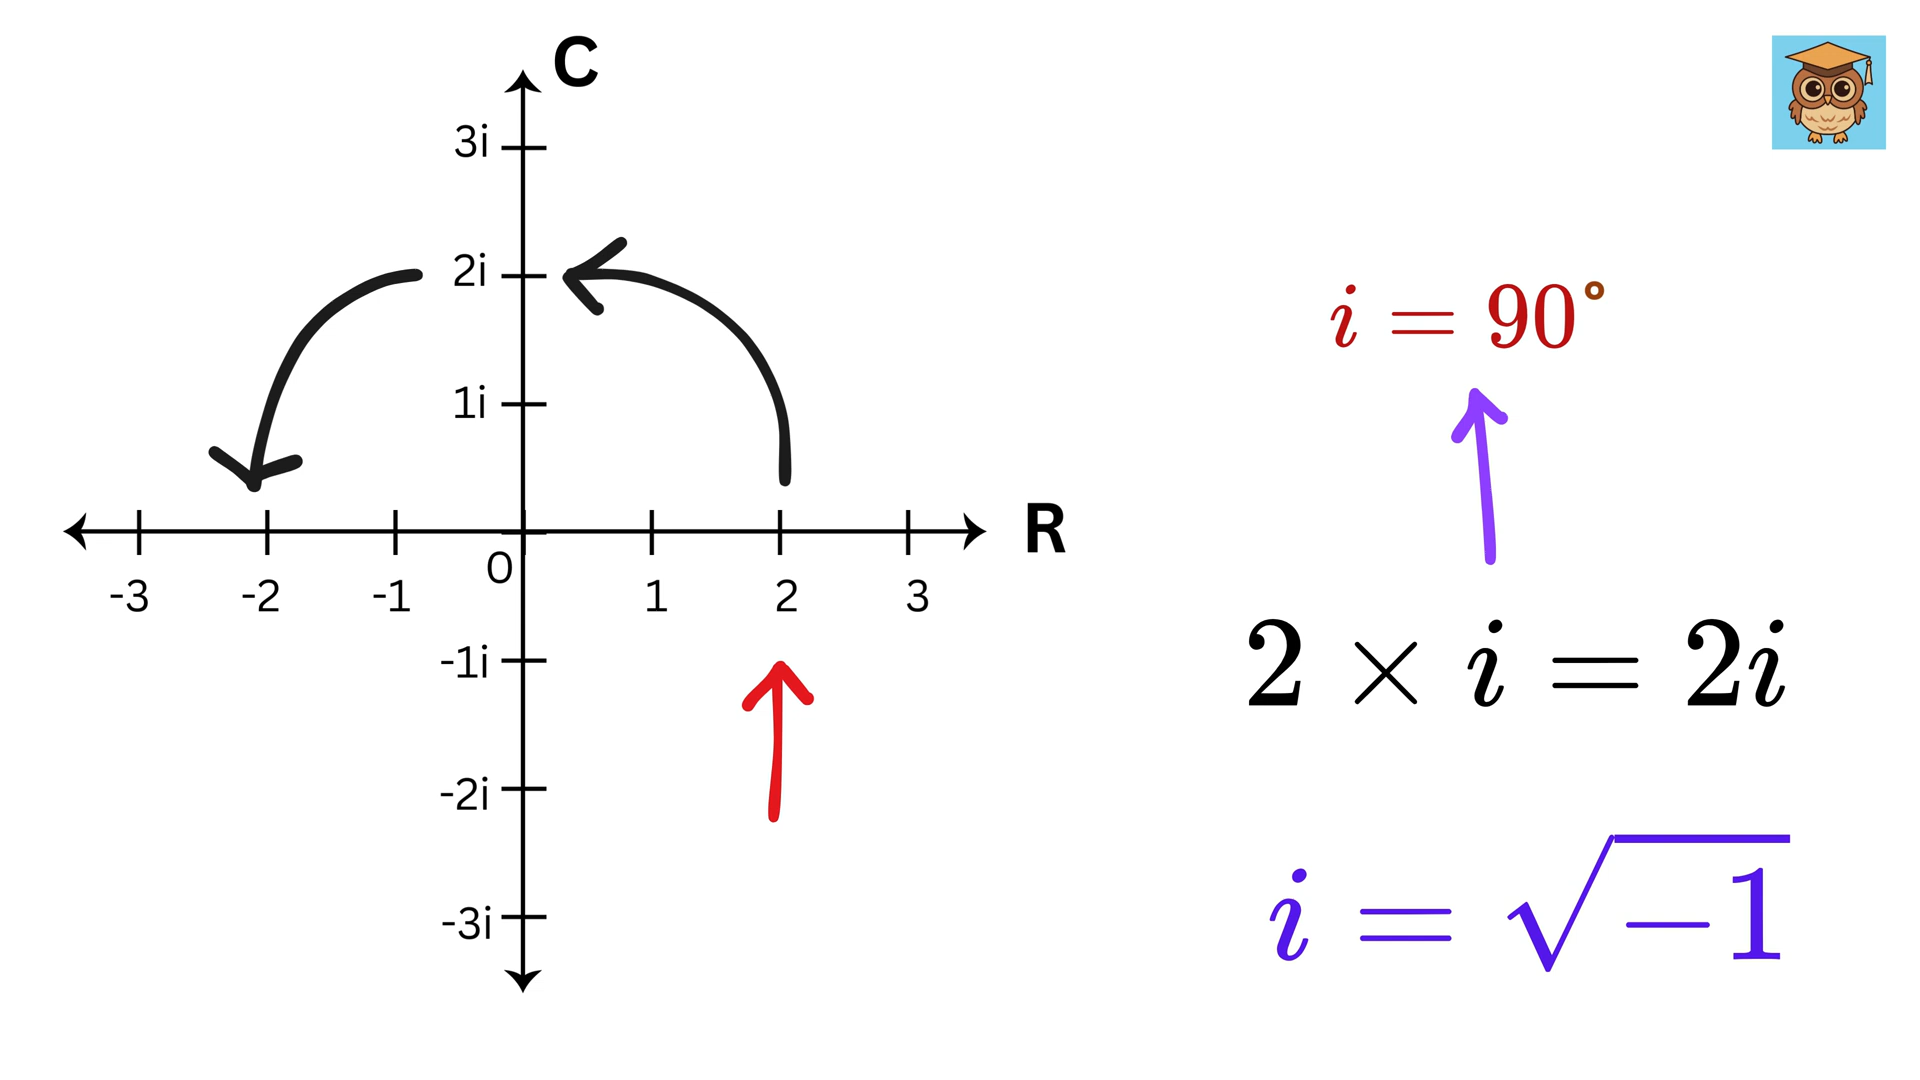 C
3i
2i
1i
R
0
-3 -2 -1 1 2 3
-1i
-2i
-3i
i = 90°
2 × i = 2i
i = √-1